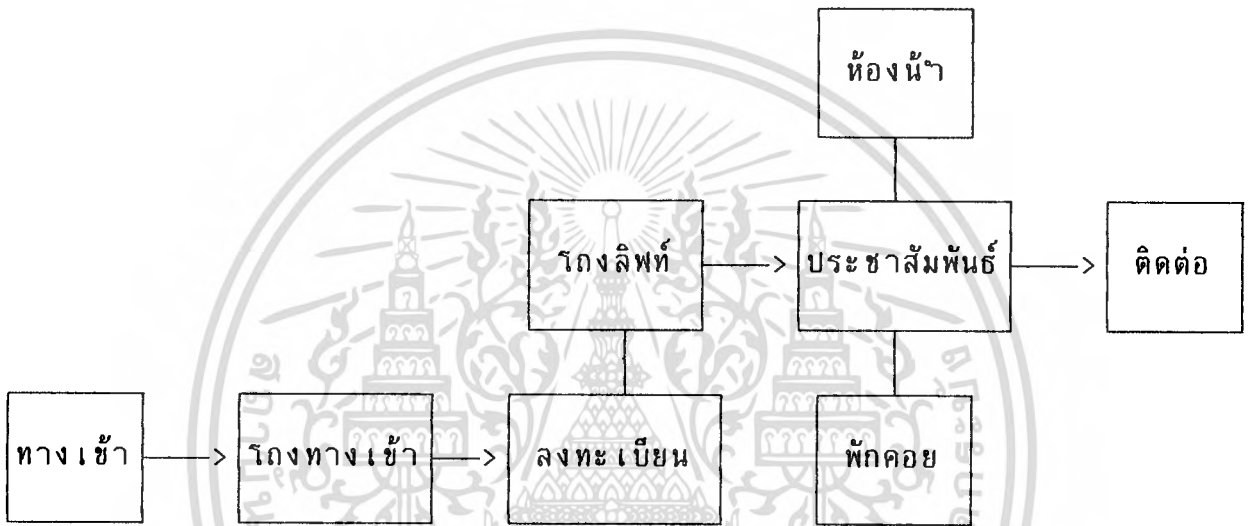 ห้องน้ำ
โถงลิฟท์
ประชาสัมพันธ์
ติดต่อ
ทางเข้า
โถงทางเข้า
ลงทะเบียน
พักคอย